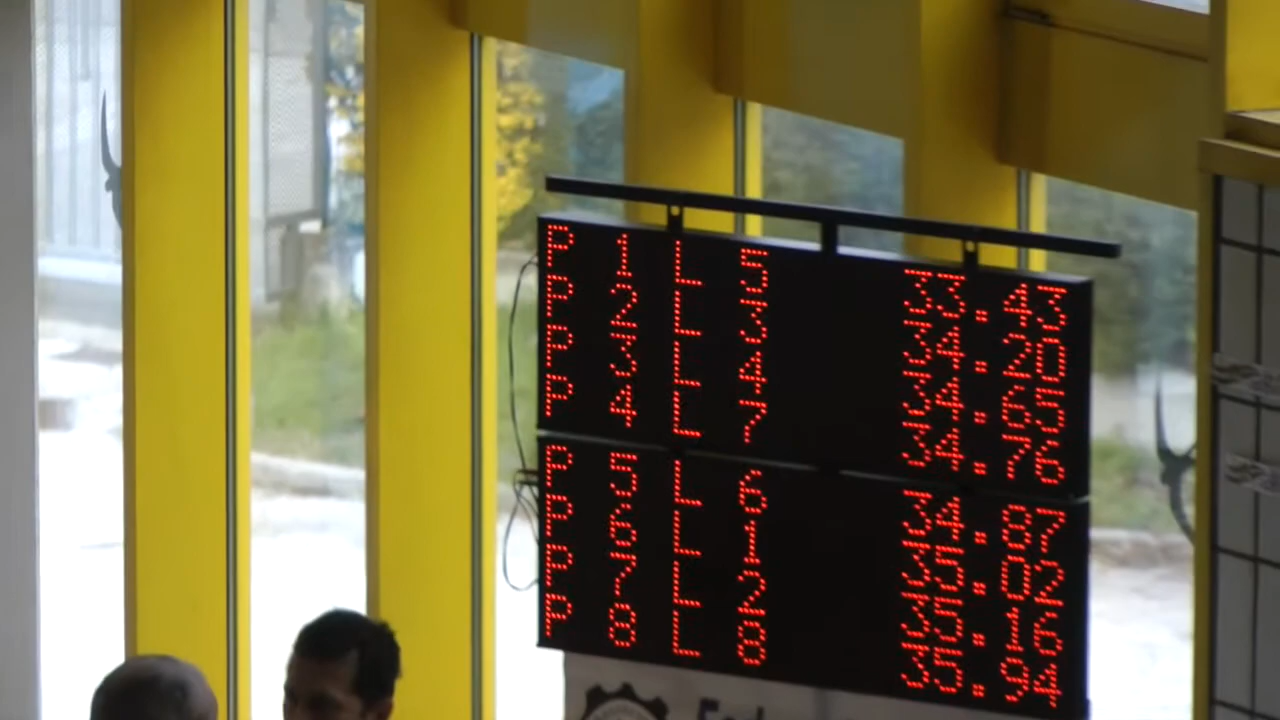 P 1 L 5 33.43
P 2 L 3 34.20
P 3 L 4 34.65
P 4 L 7 34.76
P 5 L 6 34.87
P 6 L 1 35.02
P 7 L 2 35.16
P 8 L 8 35.94